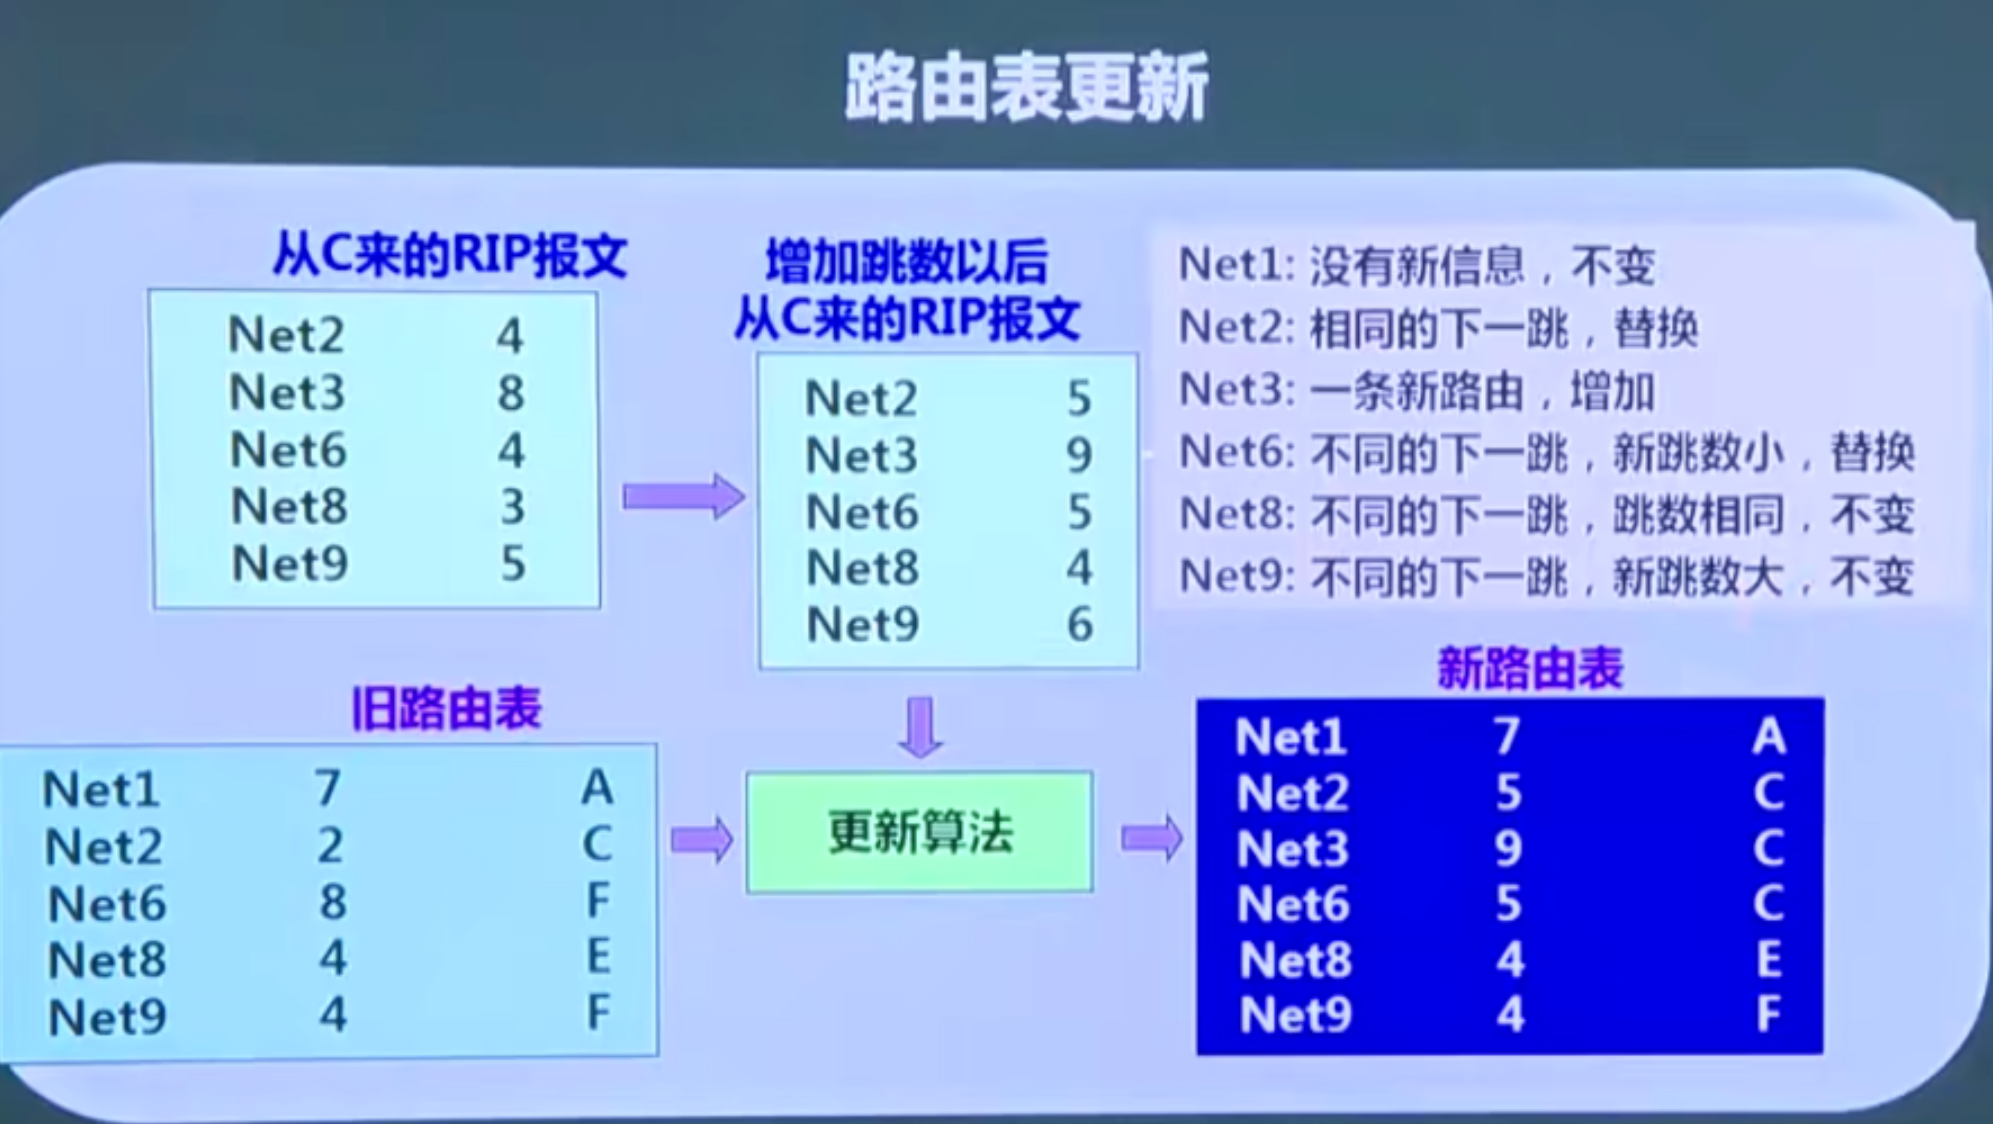 路由表更新
从C来的RIP报文
Net2 4
Net3 8
Net6 4
Net8 3
Net9 5
增加跳数以后
从C来的RIP报文
Net2 5
Net3 9
Net6 5
Net8 4
Net9 6
Net1: 没有新信息，不变
Net2: 相同的下一跳，替换
Net3: 一条新路由，增加
Net6: 不同的下一跳，新跳数小，替换
Net8: 不同的下一跳，跳数相同，不变
Net9: 不同的下一跳，新跳数大，不变
旧路由表
Net1 7 A
Net2 2 C
Net6 8 F
Net8 4 E
Net9 4 F
更新算法
新路由表
Net1 7 A
Net2 5 C
Net3 9 C
Net6 5 C
Net8 4 E
Net9 4 F